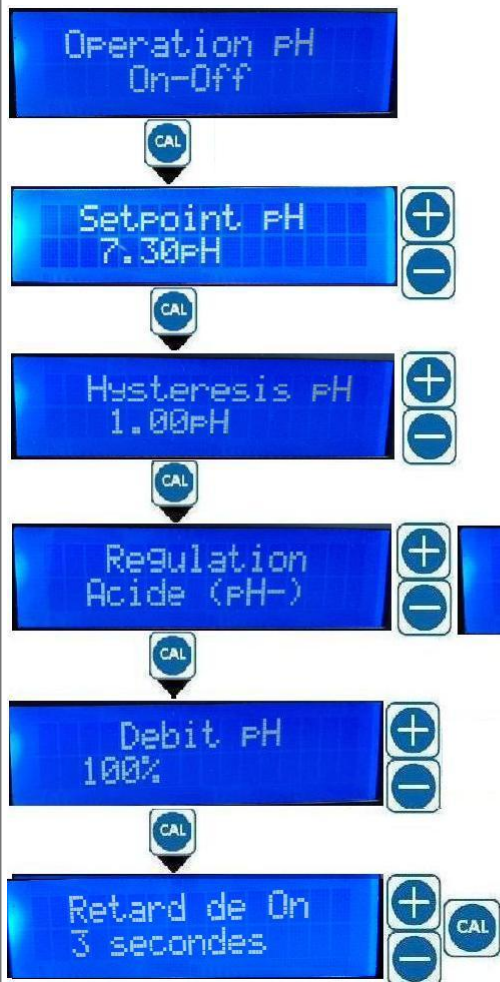 Operation pH
On-Off
CAL
Setpoint pH
7.30pH
CAL
Hysteresis pH
1.00pH
CAL
Regulation
Acide (pH-)
CAL
Debit pH
100%
CAL
Retard de On
3 secondes
CAL